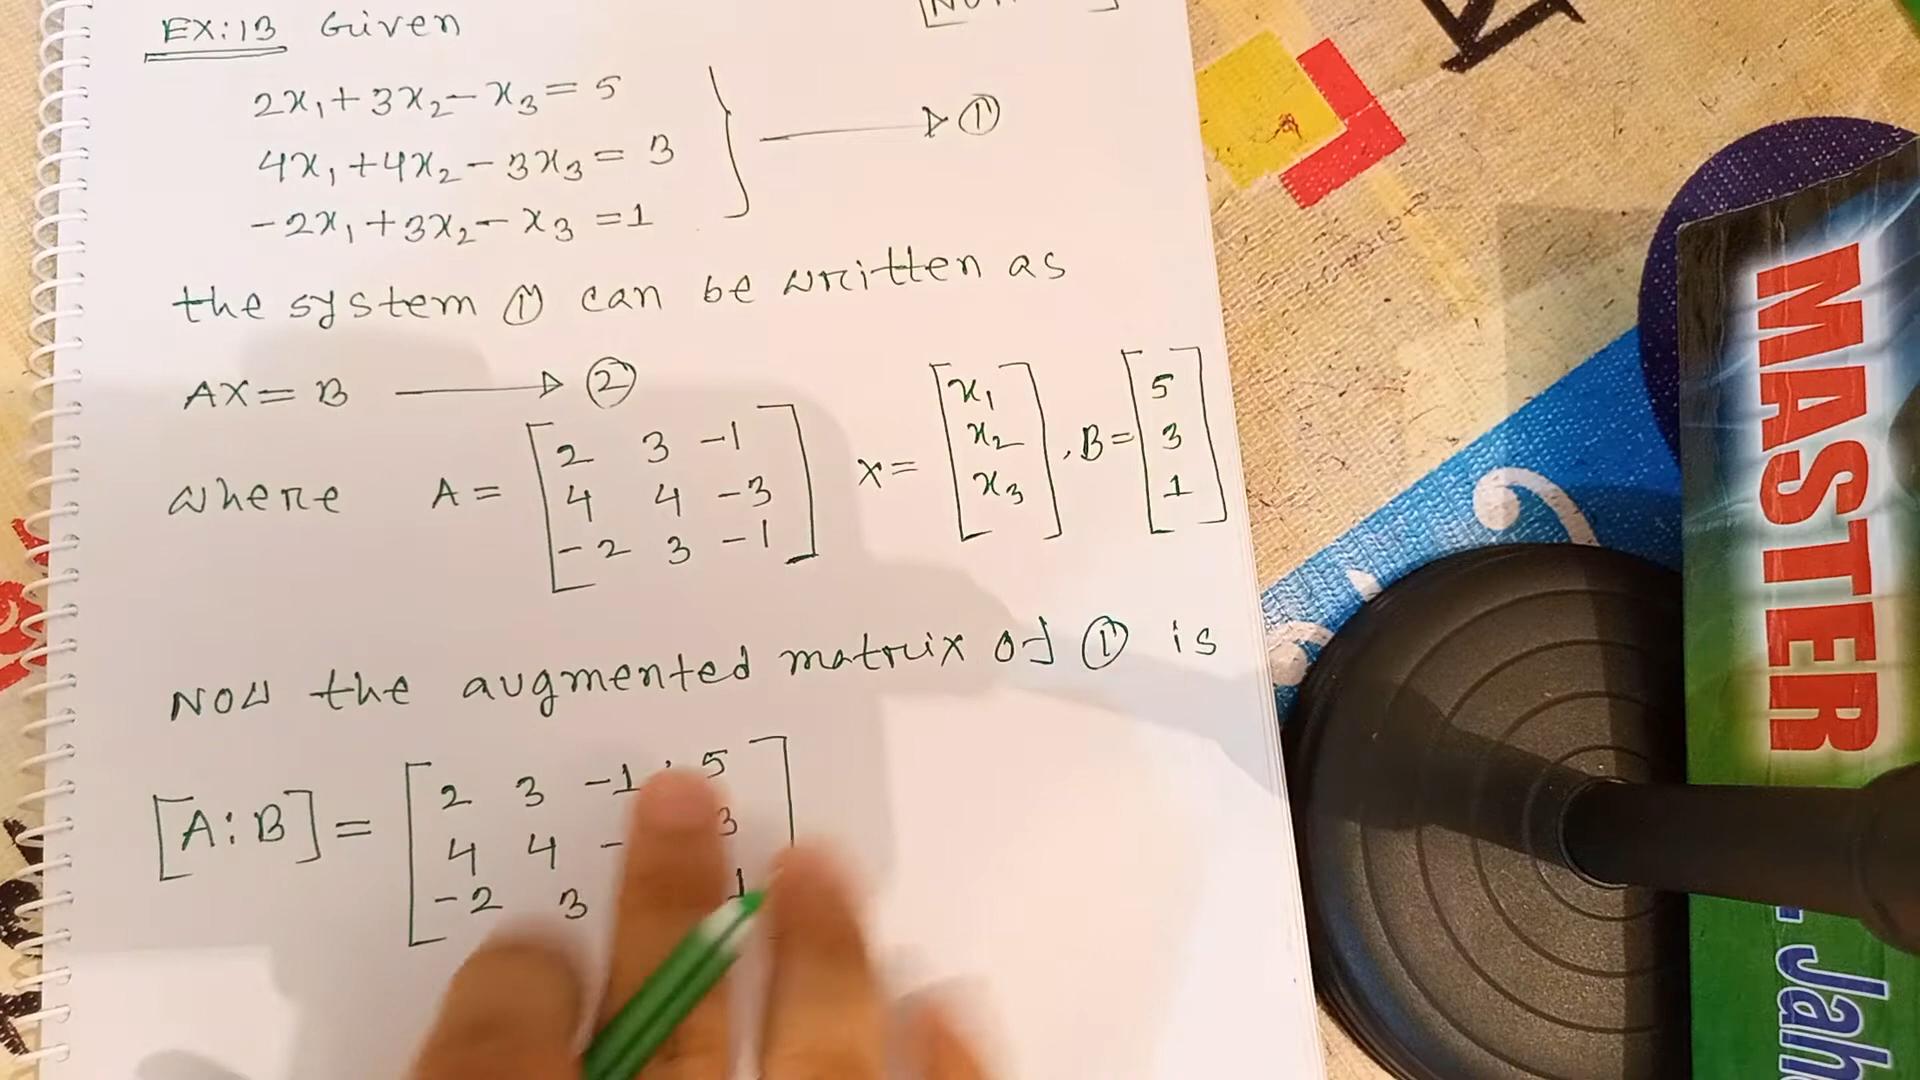 EX:13 Given
2x₁+3x₂-x₃=5
4x₁+4x₂-3x₃=3
-2x₁+3x₂-x₃=1
①
the system ① can be written as
AX=B ②
where A= [2 3 -1
4 4 -3
-2 3 -1]
X= [x₁
x₂
x₃]
,B= [5
3
1]
Now the augmented matrix of ① is
[A:B]= [2 3 -1 : 5
4 4 - 3
-2 3 1]
MASTER
Jah